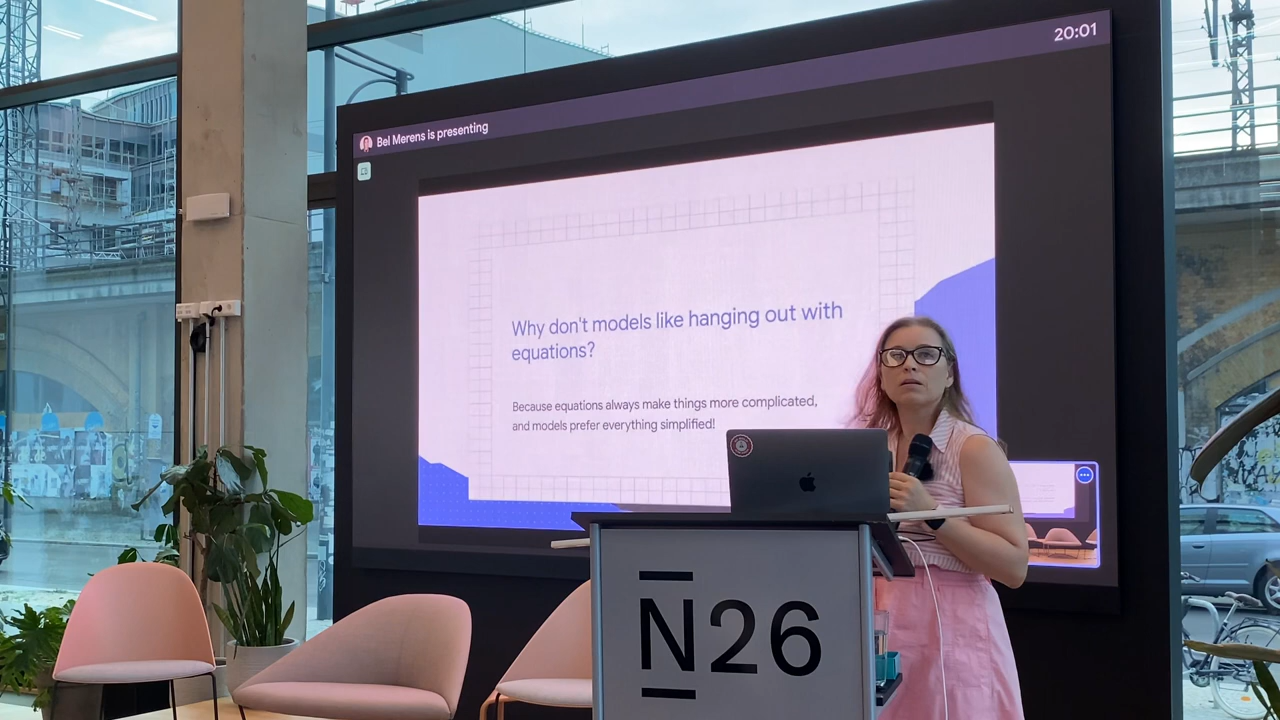 20:01
Bel Merens is presenting
Why don't models like hanging out with
equations?
Because equations always make things more complicated,
and models prefer everything simplified!
N26